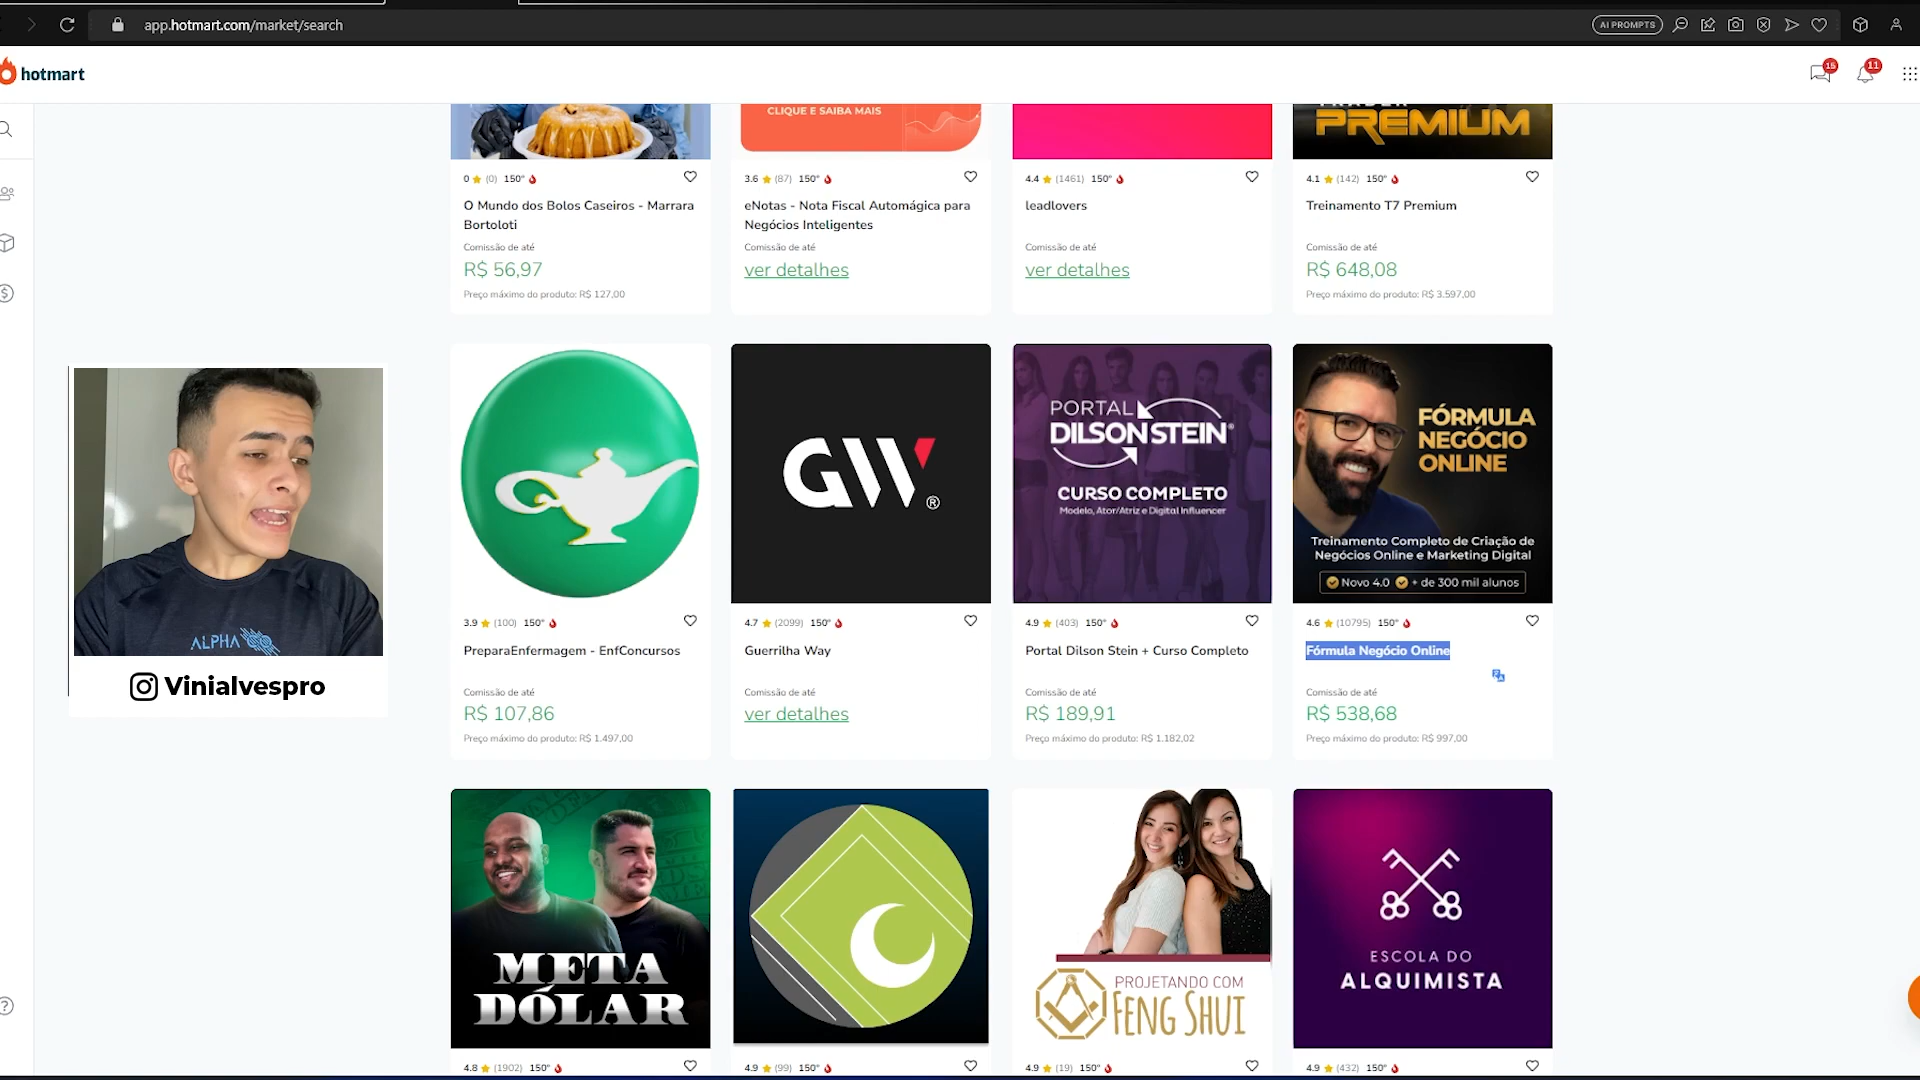 app.hotmart.com/market/search
AI PROMPTS
hotmart
15
11
CLIQUE E SAIBA MAIS
PREMIUM
0 (0) 150°
3.6 (87) 150°
4.4 (1461) 150°
4.1 (142) 150°
O Mundo dos Bolos Caseiros - Marrara
Bortoloti
eNotas - Nota Fiscal Automágica para
Negócios Inteligentes
leadlovers
Treinamento T7 Premium
Comissão de até
Comissão de até
Comissão de até
Comissão de até
R$ 56,97
ver detalhes
ver detalhes
R$ 648,08
Preço máximo do produto: R$ 127,00
Preço máximo do produto: R$ 3.597,00
GW®
PORTAL
DILSON STEIN®
CURSO COMPLETO
Modelo, Ator/Atriz e Digital Influencer
FÓRMULA
NEGÓCIO
ONLINE
Treinamento Completo de Criação de
Negócios Online e Marketing Digital
Novo 4.0 + de 300 mil alunos
ALPHA
Vinialvespro
3.9 (100) 150°
4.7 (2099) 150°
4.9 (403) 150°
4.6 (10795) 150°
PreparaEnfermagem - EnfConcursos
Guerrilha Way
Portal Dilson Stein + Curso Completo
Fórmula Negócio Online
Comissão de até
Comissão de até
Comissão de até
Comissão de até
R$ 107,86
ver detalhes
R$ 189,91
R$ 538,68
Preço máximo do produto: R$ 1.497,00
Preço máximo do produto: R$ 1.182,02
Preço máximo do produto: R$ 997,00
META
DÓLAR
PROJETANDO COM
FENG SHUI
ESCOLA DO
ALQUIMISTA
4.8 (1902) 150°
4.9 (99) 150°
4.9 (19) 150°
4.9 (432) 150°